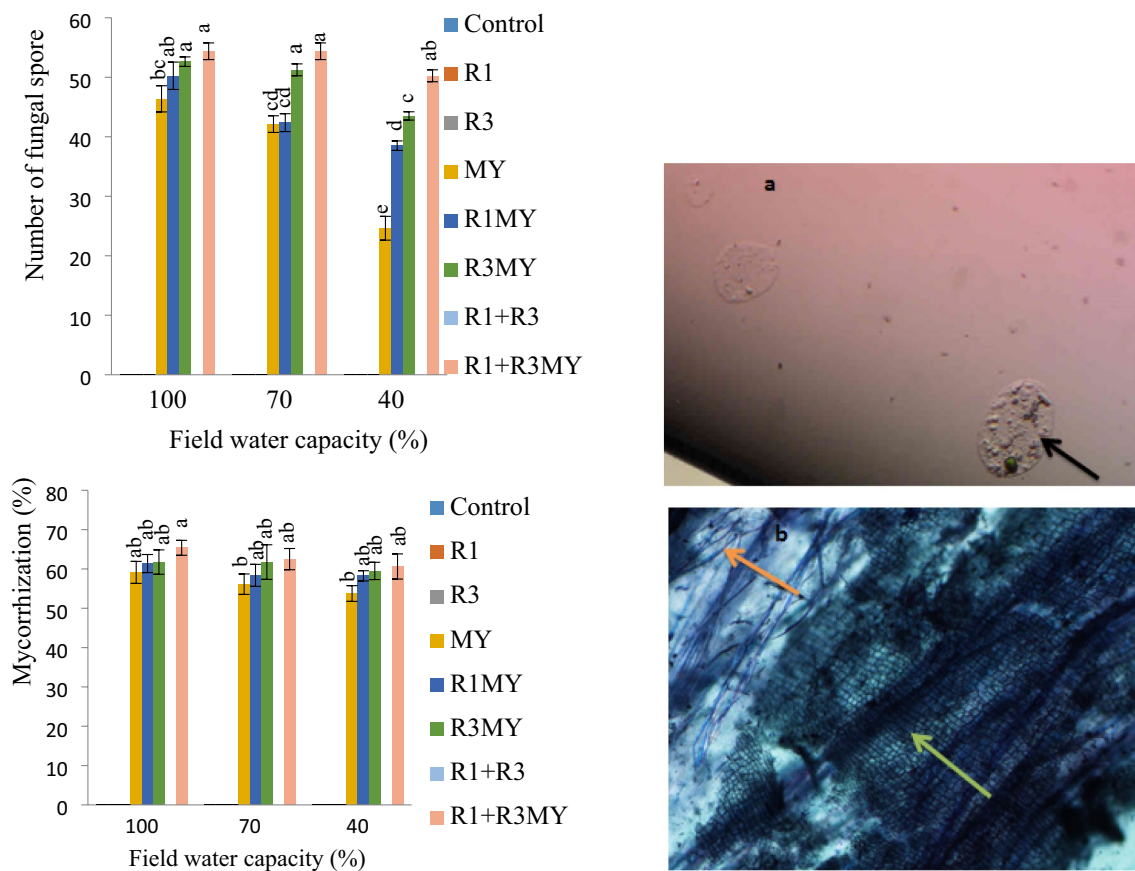 60
50
40
30
20
10
0
Number of fungal spore
bc
ab
a
a
cd
cd
a
a
e
d
c
ab
100
70
40
Field water capacity (%)
Control
R1
R3
MY
R1MY
R3MY
R1+R3
R1+R3MY
80
70
60
50
40
30
20
10
0
Mycorrhization (%)
ab
ab
ab
a
b
ab
ab
ab
b
ab
ab
ab
100
70
40
Field water capacity (%)
Control
R1
R3
MY
R1MY
R3MY
R1+R3
R1+R3MY
a
b